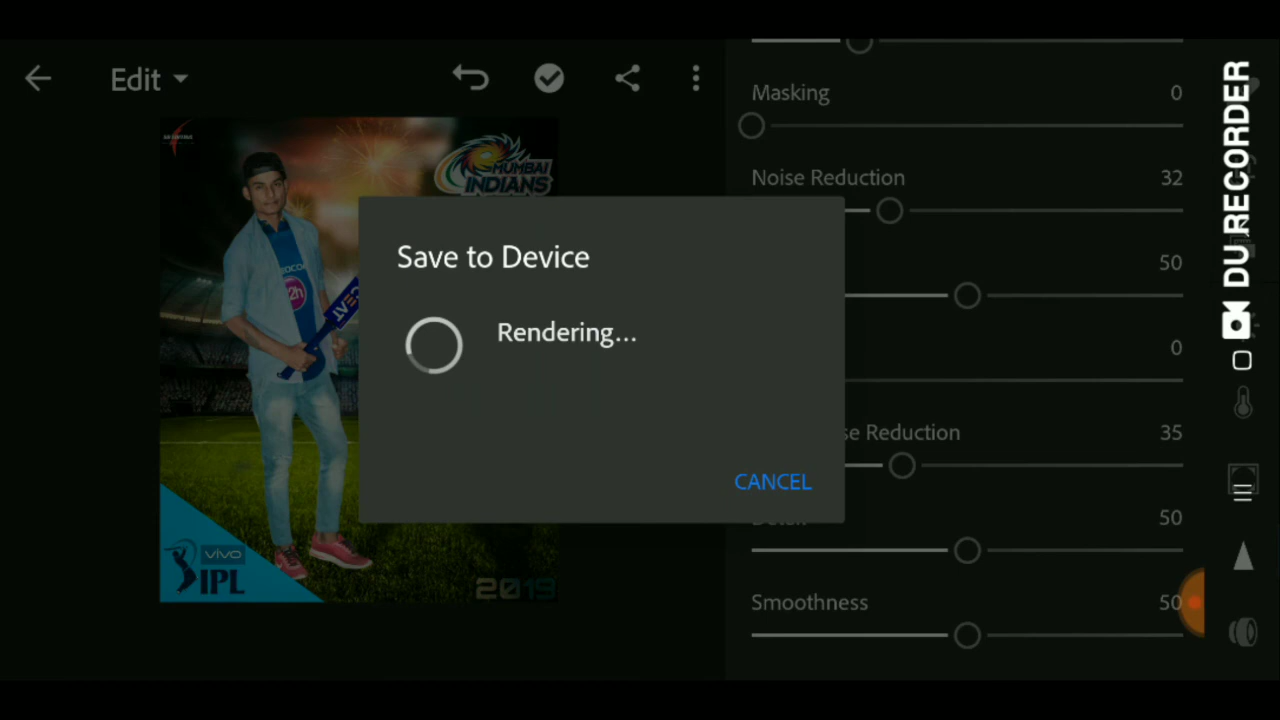 Edit
MUMBAI
INDIANS
CEAT
vivo
IPL
2019
Save to Device
Rendering...
CANCEL
Masking 0
Noise Reduction 32
50
0
se Reduction 35
50
Smoothness 50
DU RECORDER